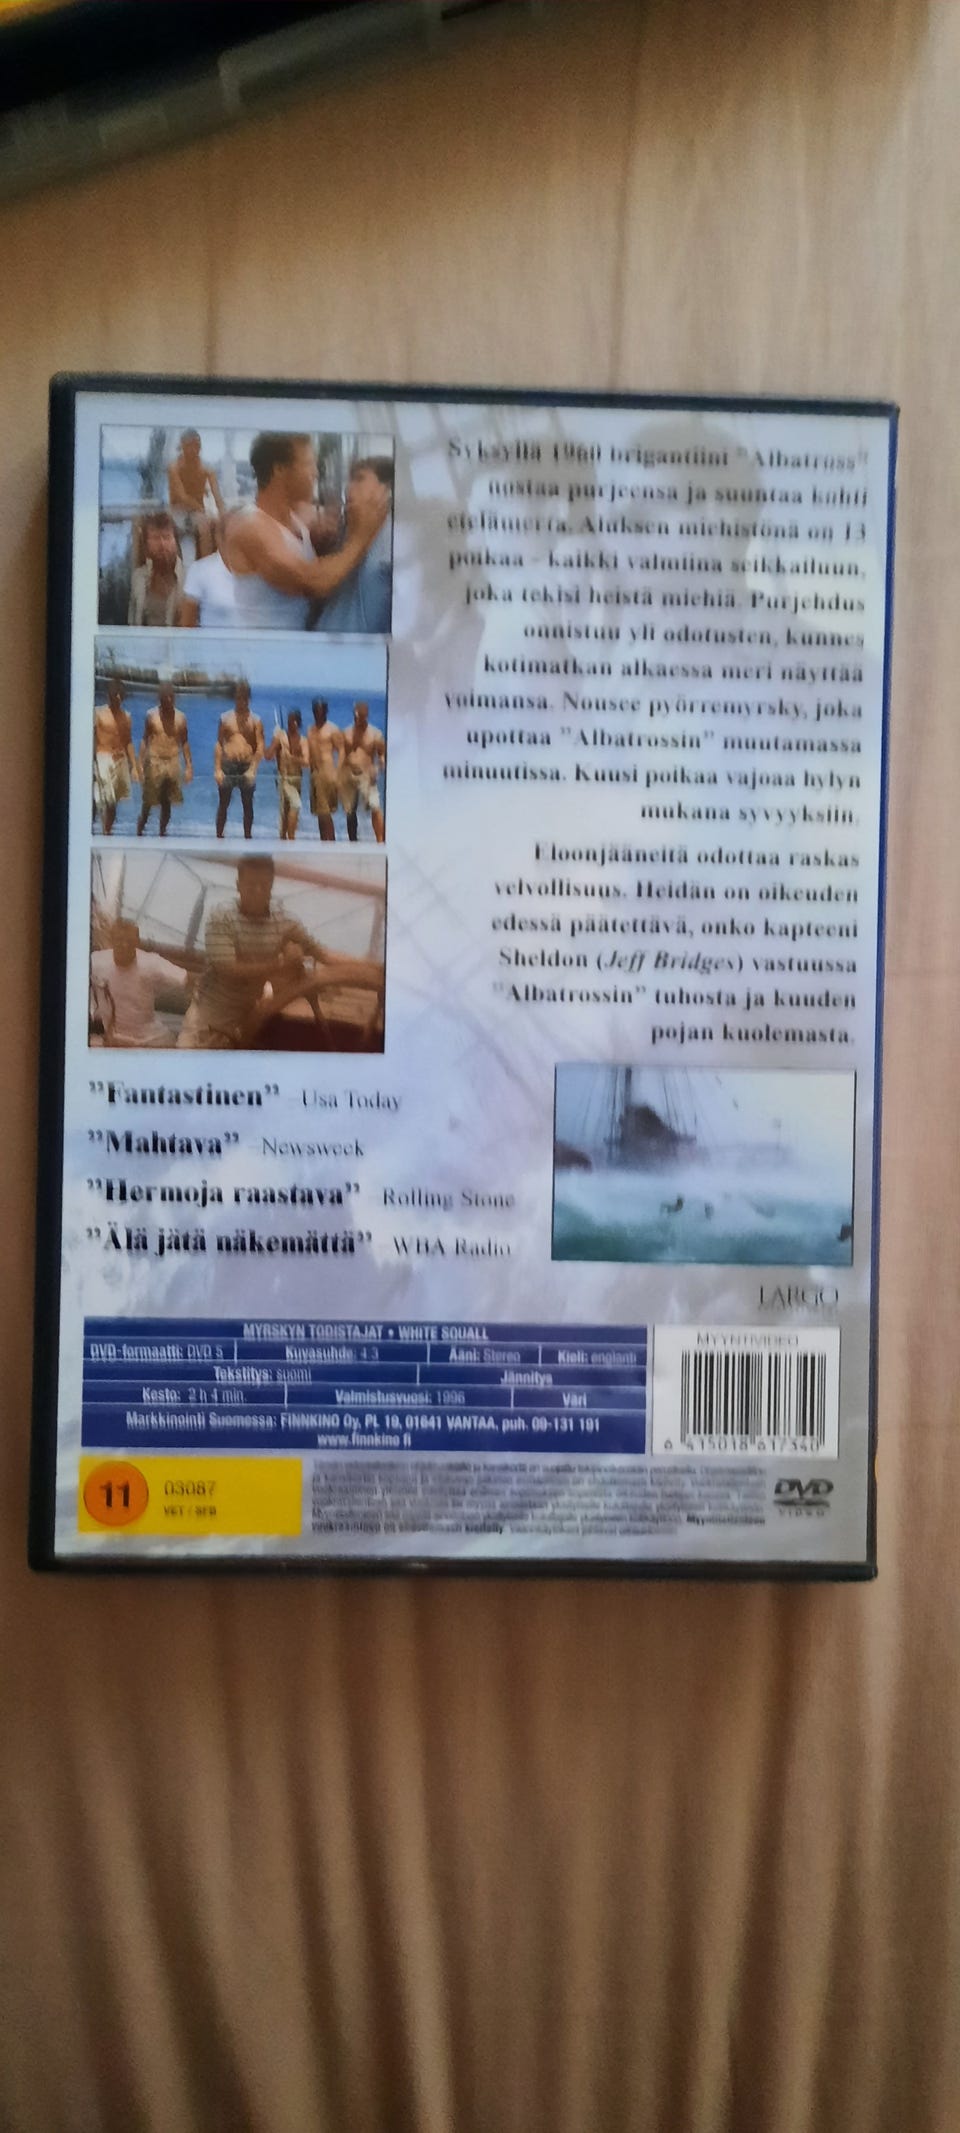 Syksyllä 1960 brigantiini "Albatross"
nostaa purjeensa ja suuntaa kohti
etelämerta. Aluksen miehistönä on 13
poikaa - kaikki valmiina seikkailuun,
joka tekisi heistä miehiä. Purjehdus
onnistuu yli odotusten, kunnes
kotimatkan alkaessa meri näyttää
voimansa. Nousee pyörremyrsky, joka
upottaa "Albatrossin" muutamassa
minuutissa. Kuusi poikaa vajoaa hylyn
mukana syvyyksiin.
Eloonjääneitä odottaa raskas
velvollisuus. Heidän on oikeuden
edessä päätettävä, onko kapteeni
Sheldon (Jeff Bridges) vastuussa
"Albatrossin" tuhosta ja kuuden
pojan kuolemasta.
"Fantastinen" - Usa Today
"Mahtava" - Newsweek
"Hermoja raastava" - Rolling Stone
"Älä jätä näkemättä" - WBA Radio
LARGO
MYRSKYN TODISTAJAT • WHITE SQUALL
DVD-formaatti: DVD 5 Kuvasuhde: 4:3 Ääni: Stereo Kieli: englanti
Tekstitys: suomi Jännitys
Kesto: 2 h 4 min. Valmistusvuosi: 1996 Väri
Markkinointi Suomessa: FINNKINO Oy, PL 19, 01641 VANTAA, puh. 09-131 191
www.finnkino.fi
MYYNTIVIDEO
6 415018 617340
11
03087
VET / SFB
DVD
VIDEO